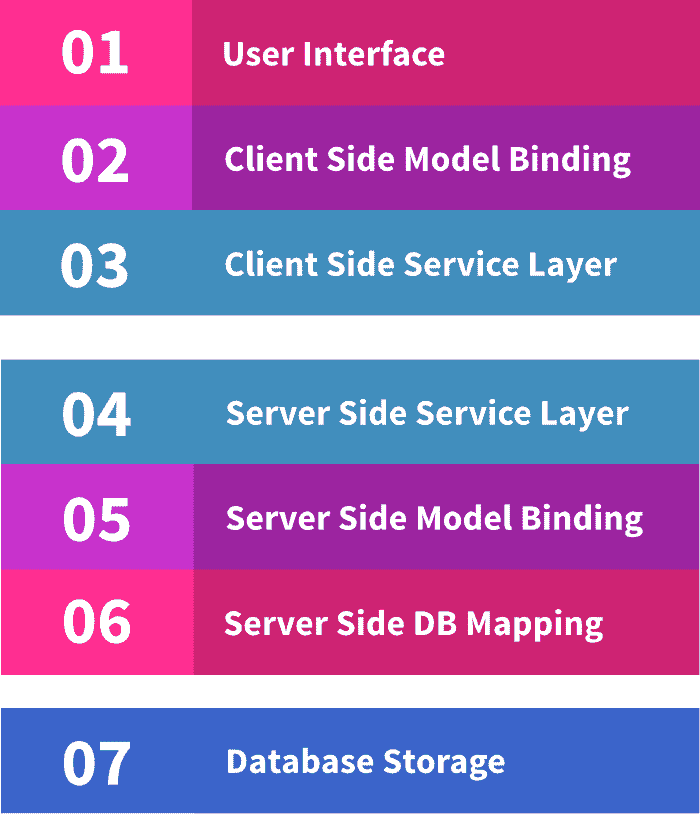 01 User Interface
02 Client Side Model Binding
03 Client Side Service Layer
04 Server Side Service Layer
05 Server Side Model Binding
06 Server Side DB Mapping
07 Database Storage